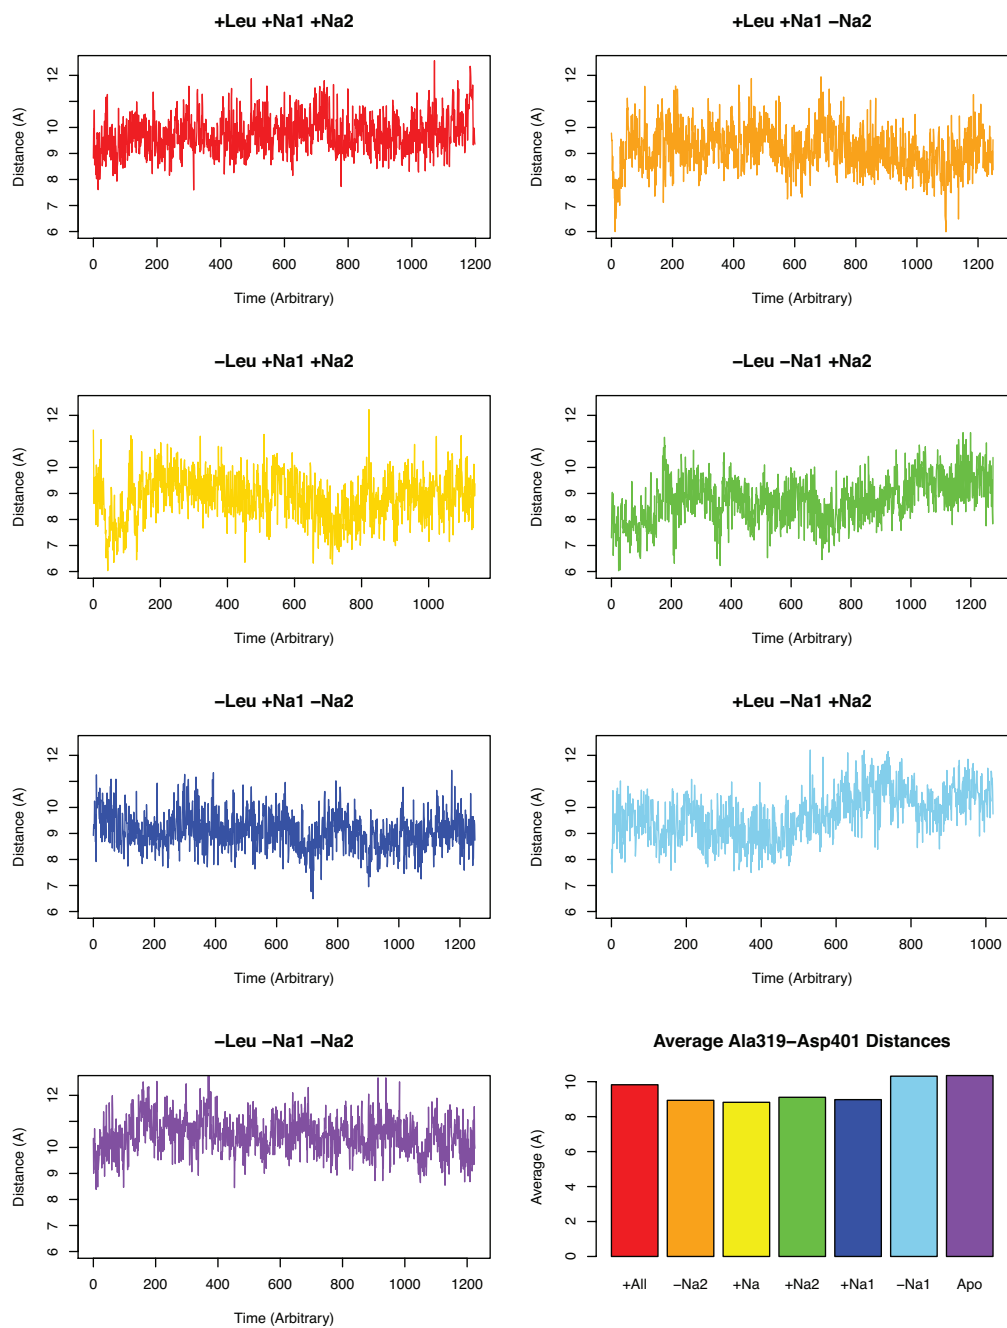 +Leu +Na1 +Na2
Distance (A)
6 7 8 9 10 12
0 200 400 600 800 1000 1200
Time (Arbitrary)
+Leu +Na1 −Na2
Distance (A)
6 7 8 9 10 12
0 200 400 600 800 1000 1200
Time (Arbitrary)
−Leu +Na1 +Na2
Distance (A)
6 7 8 9 10 12
0 200 400 600 800 1000
Time (Arbitrary)
−Leu −Na1 +Na2
Distance (A)
6 7 8 9 10 12
0 200 400 600 800 1000 1200
Time (Arbitrary)
−Leu +Na1 −Na2
Distance (A)
6 7 8 9 10 12
0 200 400 600 800 1000 1200
Time (Arbitrary)
+Leu −Na1 +Na2
Distance (A)
6 7 8 9 10 12
0 200 400 600 800 1000
Time (Arbitrary)
−Leu −Na1 −Na2
Distance (A)
6 7 8 9 10 12
0 200 400 600 800 1000 1200
Time (Arbitrary)
Average Ala319−Asp401 Distances
Average (A)
0 2 4 6 8 10
+All −Na2 +Na +Na2 +Na1 −Na1 Apo